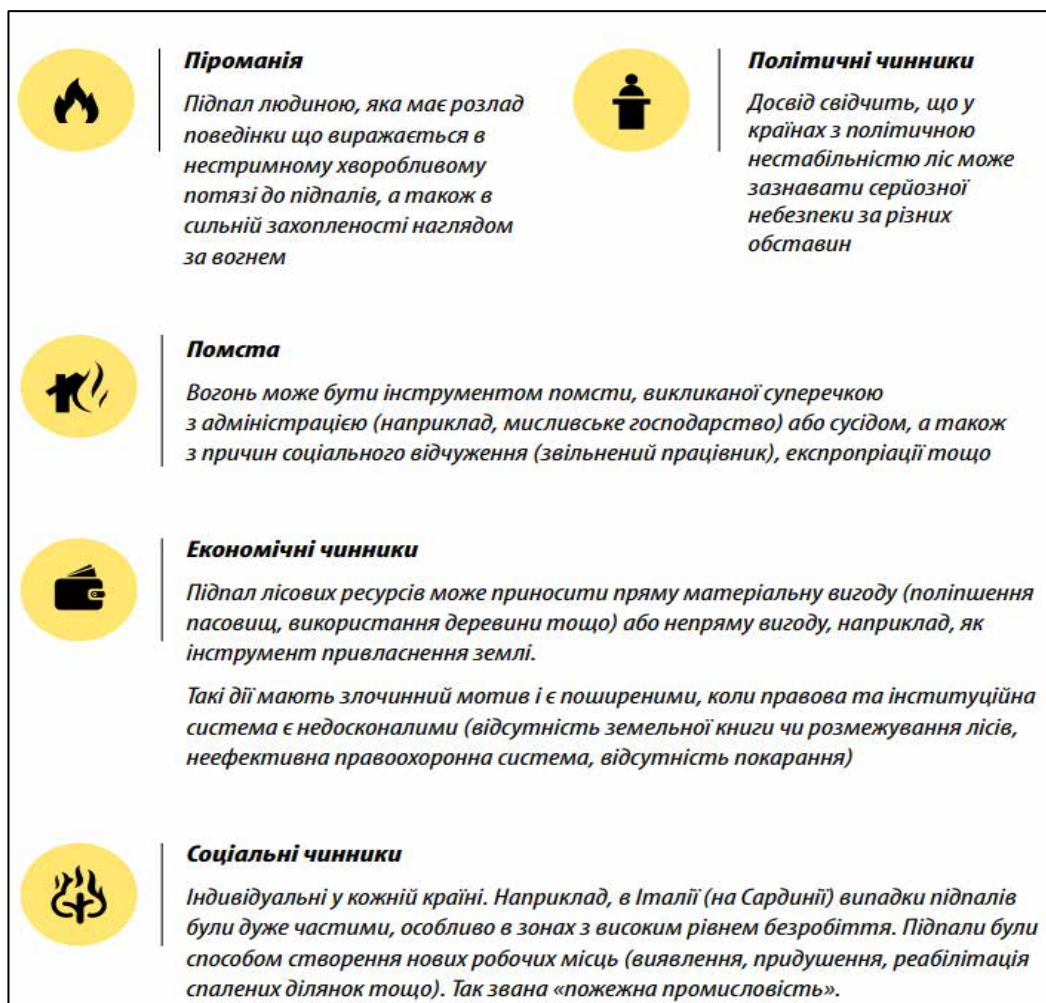 Піроманія
Підпал людиною, яка має розлад
поведінки що виражається в
нестримному хворобливому
потязі до підпалів, а також в
сильній захопленості наглядом
за вогнем
Політичні чинники
Досвід свідчить, що у
країнах з політичною
нестабільністю ліс може
зазнавати серйозної
небезпеки за різних
обставин
Помста
Вогонь може бути інструментом помсти, викликаної суперечкою
з адміністрацією (наприклад, мисливське господарство) або сусідом, а також
з причин соціального відчуження (звільнений працівник), експропріації тощо
Економічні чинники
Підпал лісових ресурсів може приносити пряму матеріальну вигоду (поліпшення
пасовищ, використання деревини тощо) або непряму вигоду, наприклад, як
інструмент привласнення землі.
Такі дії мають злочинний мотив і є поширеними, коли правова та інституційна
система є недосконалими (відсутність земельної книги чи розмежування лісів,
неефективна правоохоронна система, відсутність покарання)
Соціальні чинники
Індивідуальні у кожній країні. Наприклад, в Італії (на Сардинії) випадки підпалів
були дуже частими, особливо в зонах з високим рівнем безробіття. Підпали були
способом створення нових робочих місць (виявлення, придушення, реабілітація
спалених ділянок тощо). Так звана «пожежна промисловість».